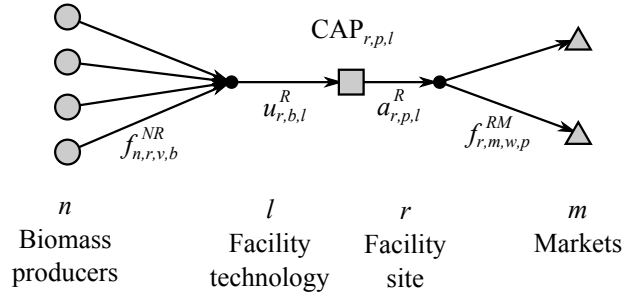 CAP_{r,p,l}
u^{R}_{r,b,l}
a^{R}_{r,p,l}
f^{NR}_{n,r,v,b}
f^{RM}_{r,m,w,p}
n
Biomass
producers
l
Facility
technology
r
Facility
site
m
Markets